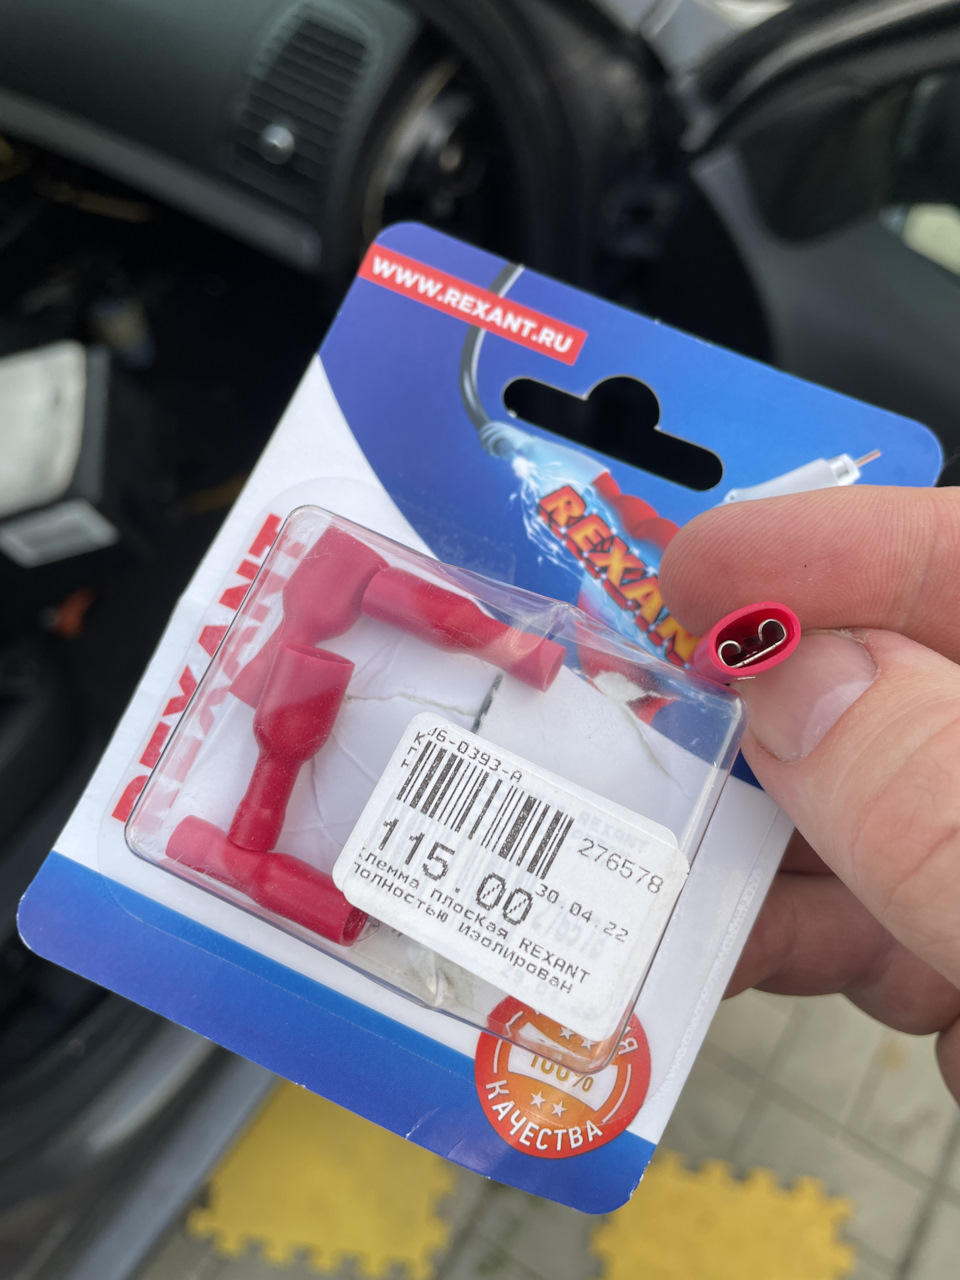 WWW.REXANT.RU
REXANT
REXANT
06-0393-A
276578
115.00
30.04.22
клемма плоская REXANT
полностью изолирован
100%
КАЧЕСТВА